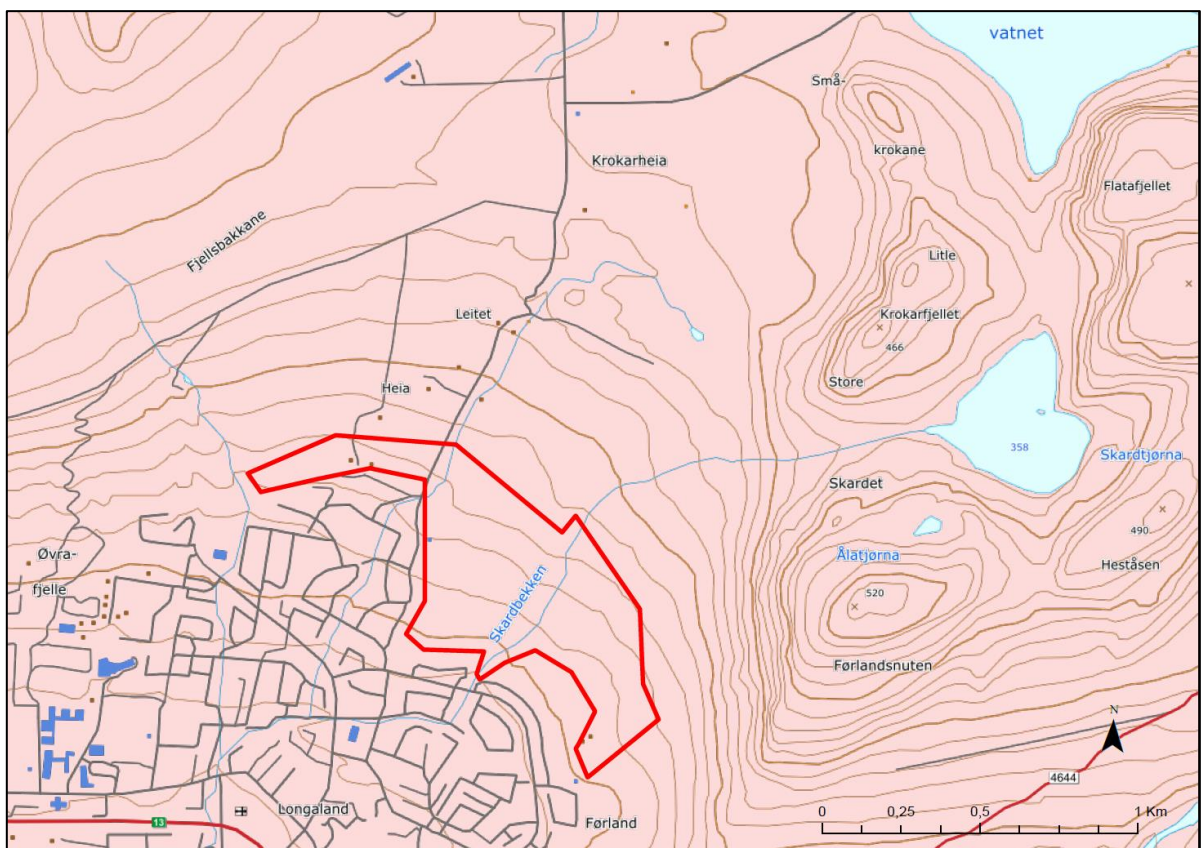 vatnet
Små-
krokane
Krokarheia
Flatafjellet
Fjellsbakkane
Litle
Leitet
Krokarfjellet
466
Store
Heia
358
Skardtjørna
Skardet
490
Ålatjørna
Heståsen
Øvra-
fjelle
520
Skardbekken
Førlandsnuten
N
4644
0 0,25 0,5 1 Km
Longaland
13
Førland